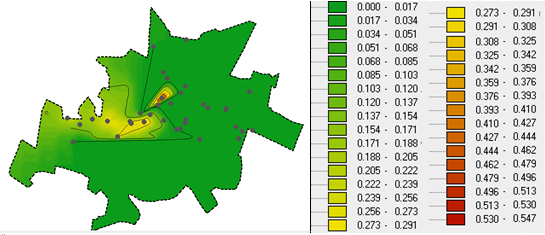 0.000 - 0.017
0.017 - 0.034
0.034 - 0.051
0.051 - 0.068
0.068 - 0.085
0.085 - 0.103
0.103 - 0.120
0.120 - 0.137
0.137 - 0.154
0.154 - 0.171
0.171 - 0.188
0.188 - 0.205
0.205 - 0.222
0.222 - 0.239
0.239 - 0.256
0.256 - 0.273
0.273 - 0.291
0.273 - 0.291
0.291 - 0.308
0.308 - 0.325
0.325 - 0.342
0.342 - 0.359
0.359 - 0.376
0.376 - 0.393
0.393 - 0.410
0.410 - 0.427
0.427 - 0.444
0.444 - 0.462
0.462 - 0.479
0.479 - 0.496
0.496 - 0.513
0.513 - 0.530
0.530 - 0.547